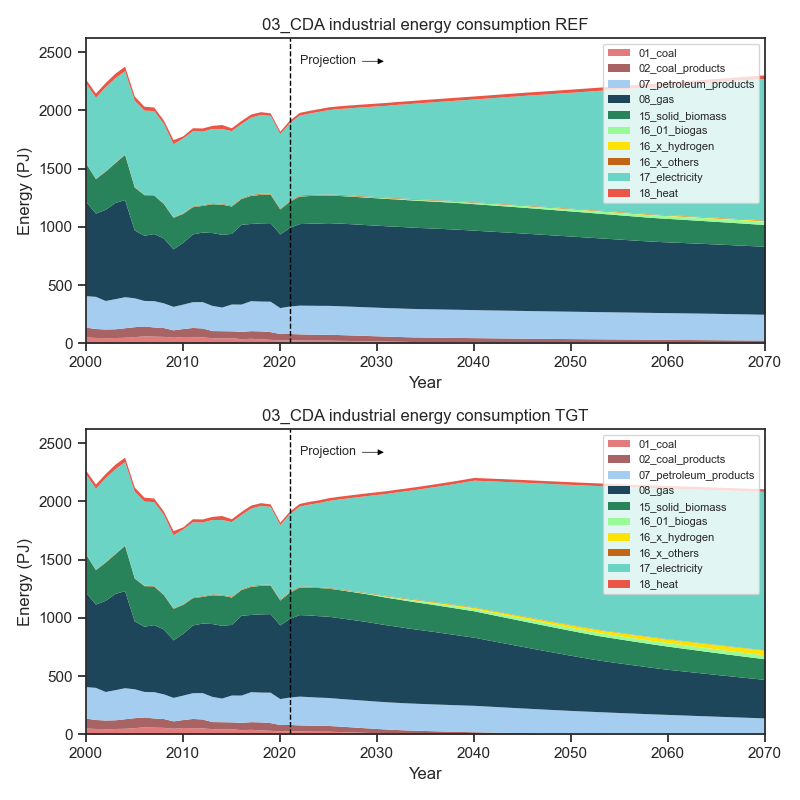 03_CDA industrial energy consumption REF
2500
2000
1500
1000
500
0
Energy (PJ)
Projection
01_coal
02_coal_products
07_petroleum_products
08_gas
15_solid_biomass
16_01_biogas
16_x_hydrogen
16_x_others
17_electricity
18_heat
2000 2010 2020 2030 2040 2050 2060 2070
Year
03_CDA industrial energy consumption TGT
2500
2000
1500
1000
500
0
Energy (PJ)
Projection
01_coal
02_coal_products
07_petroleum_products
08_gas
15_solid_biomass
16_01_biogas
16_x_hydrogen
16_x_others
17_electricity
18_heat
2000 2010 2020 2030 2040 2050 2060 2070
Year